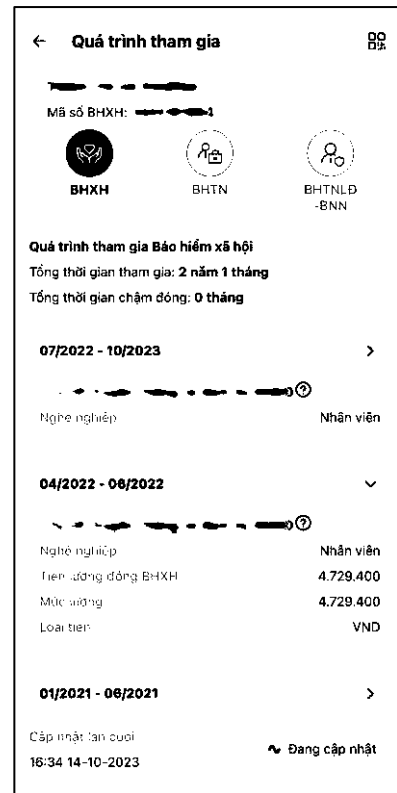 Quá trình tham gia
Mã số BHXH:
BHXH
BHTN
BHTNLĐ
-BNN
Quá trình tham gia Bảo hiểm xã hội
Tổng thời gian tham gia: 2 năm 1 tháng
Tổng thời gian chậm đóng: 0 tháng
07/2022 - 10/2023
Nghề nghiệp Nhân viên
04/2022 - 06/2022
Nghề nghiệp Nhân viên
Tiền lương đóng BHXH 4.729.400
Mức lương 4.729.400
Loại tiền VND
01/2021 - 06/2021
Cập nhật lần cuối
16:34 14-10-2023 Đang cập nhật